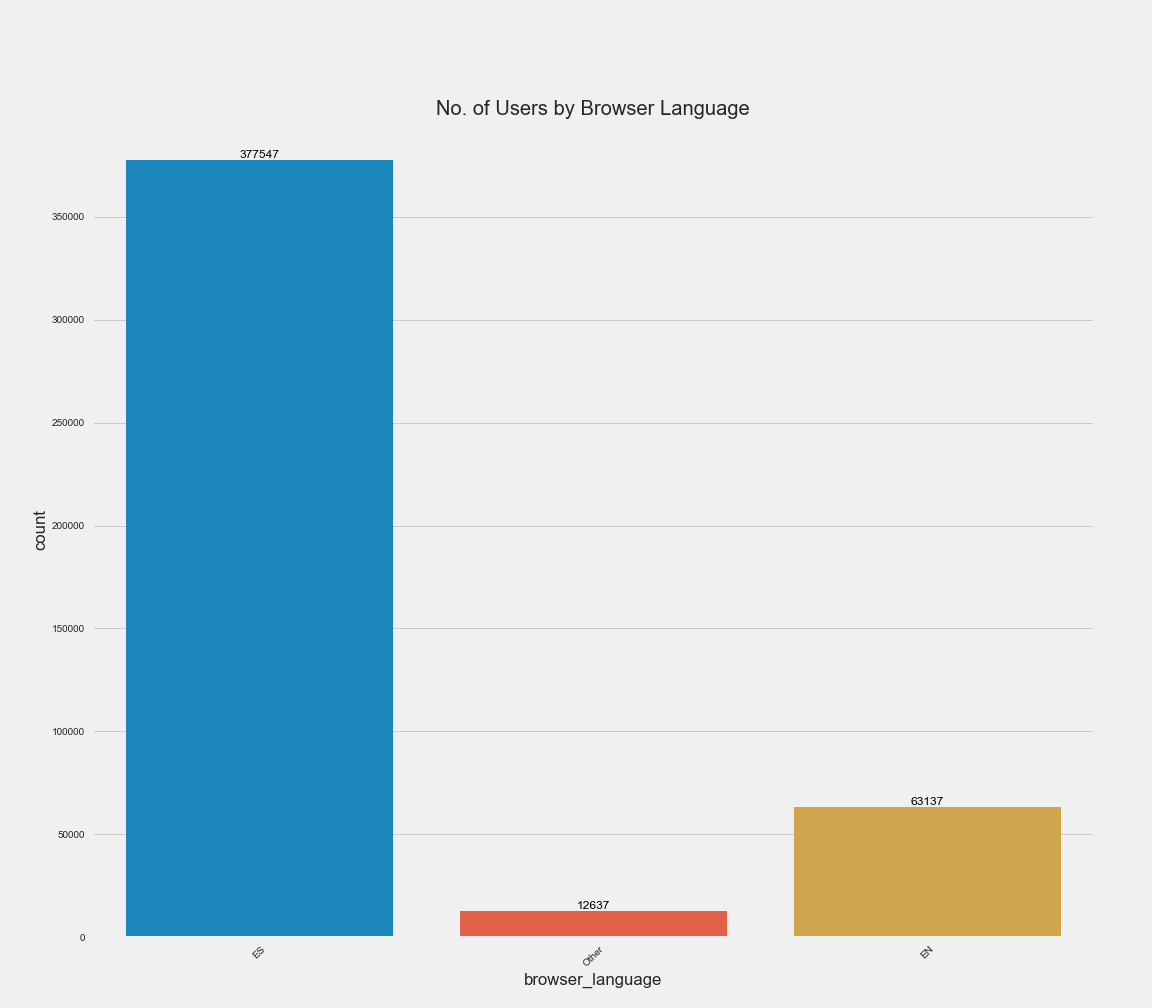 No. of Users by Browser Language
377547
350000
300000
250000
count
200000
150000
100000
63137
50000
12637
0
ES
Other
EN
browser_language